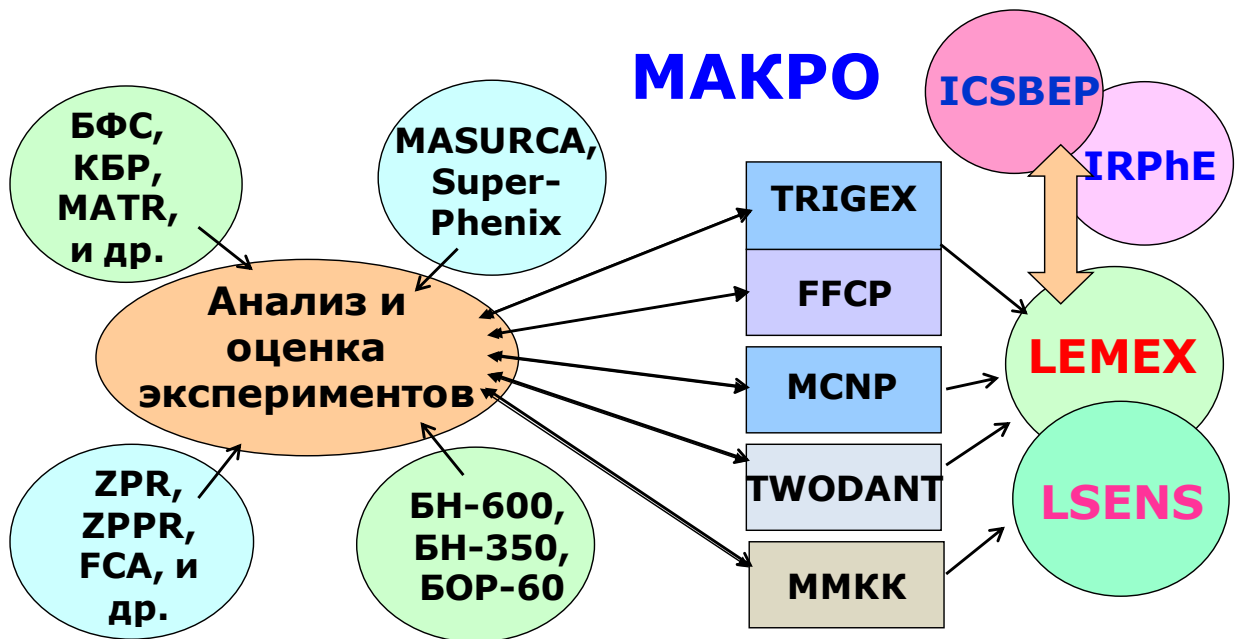 МАКРО
БФС,
КБР,
MATR,
и др.
MASURCA,
Super-
Phenix
Анализ и
оценка
экспериментов
ZPR,
ZPPR,
FCA, и
др.
БН-600,
БН-350,
БОР-60
TRIGEX
FFCP
MCNP
TWODANT
ММКК
ICSBEP
IRPhE
LEMEX
LSENS